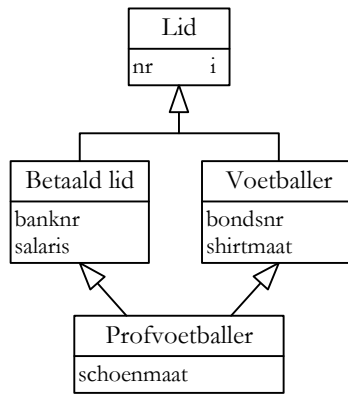 Lid
nr i
Betaald lid
banknr
salaris
Voetballer
bondsnr
shirtmaat
Profvoetballer
schoenmaat